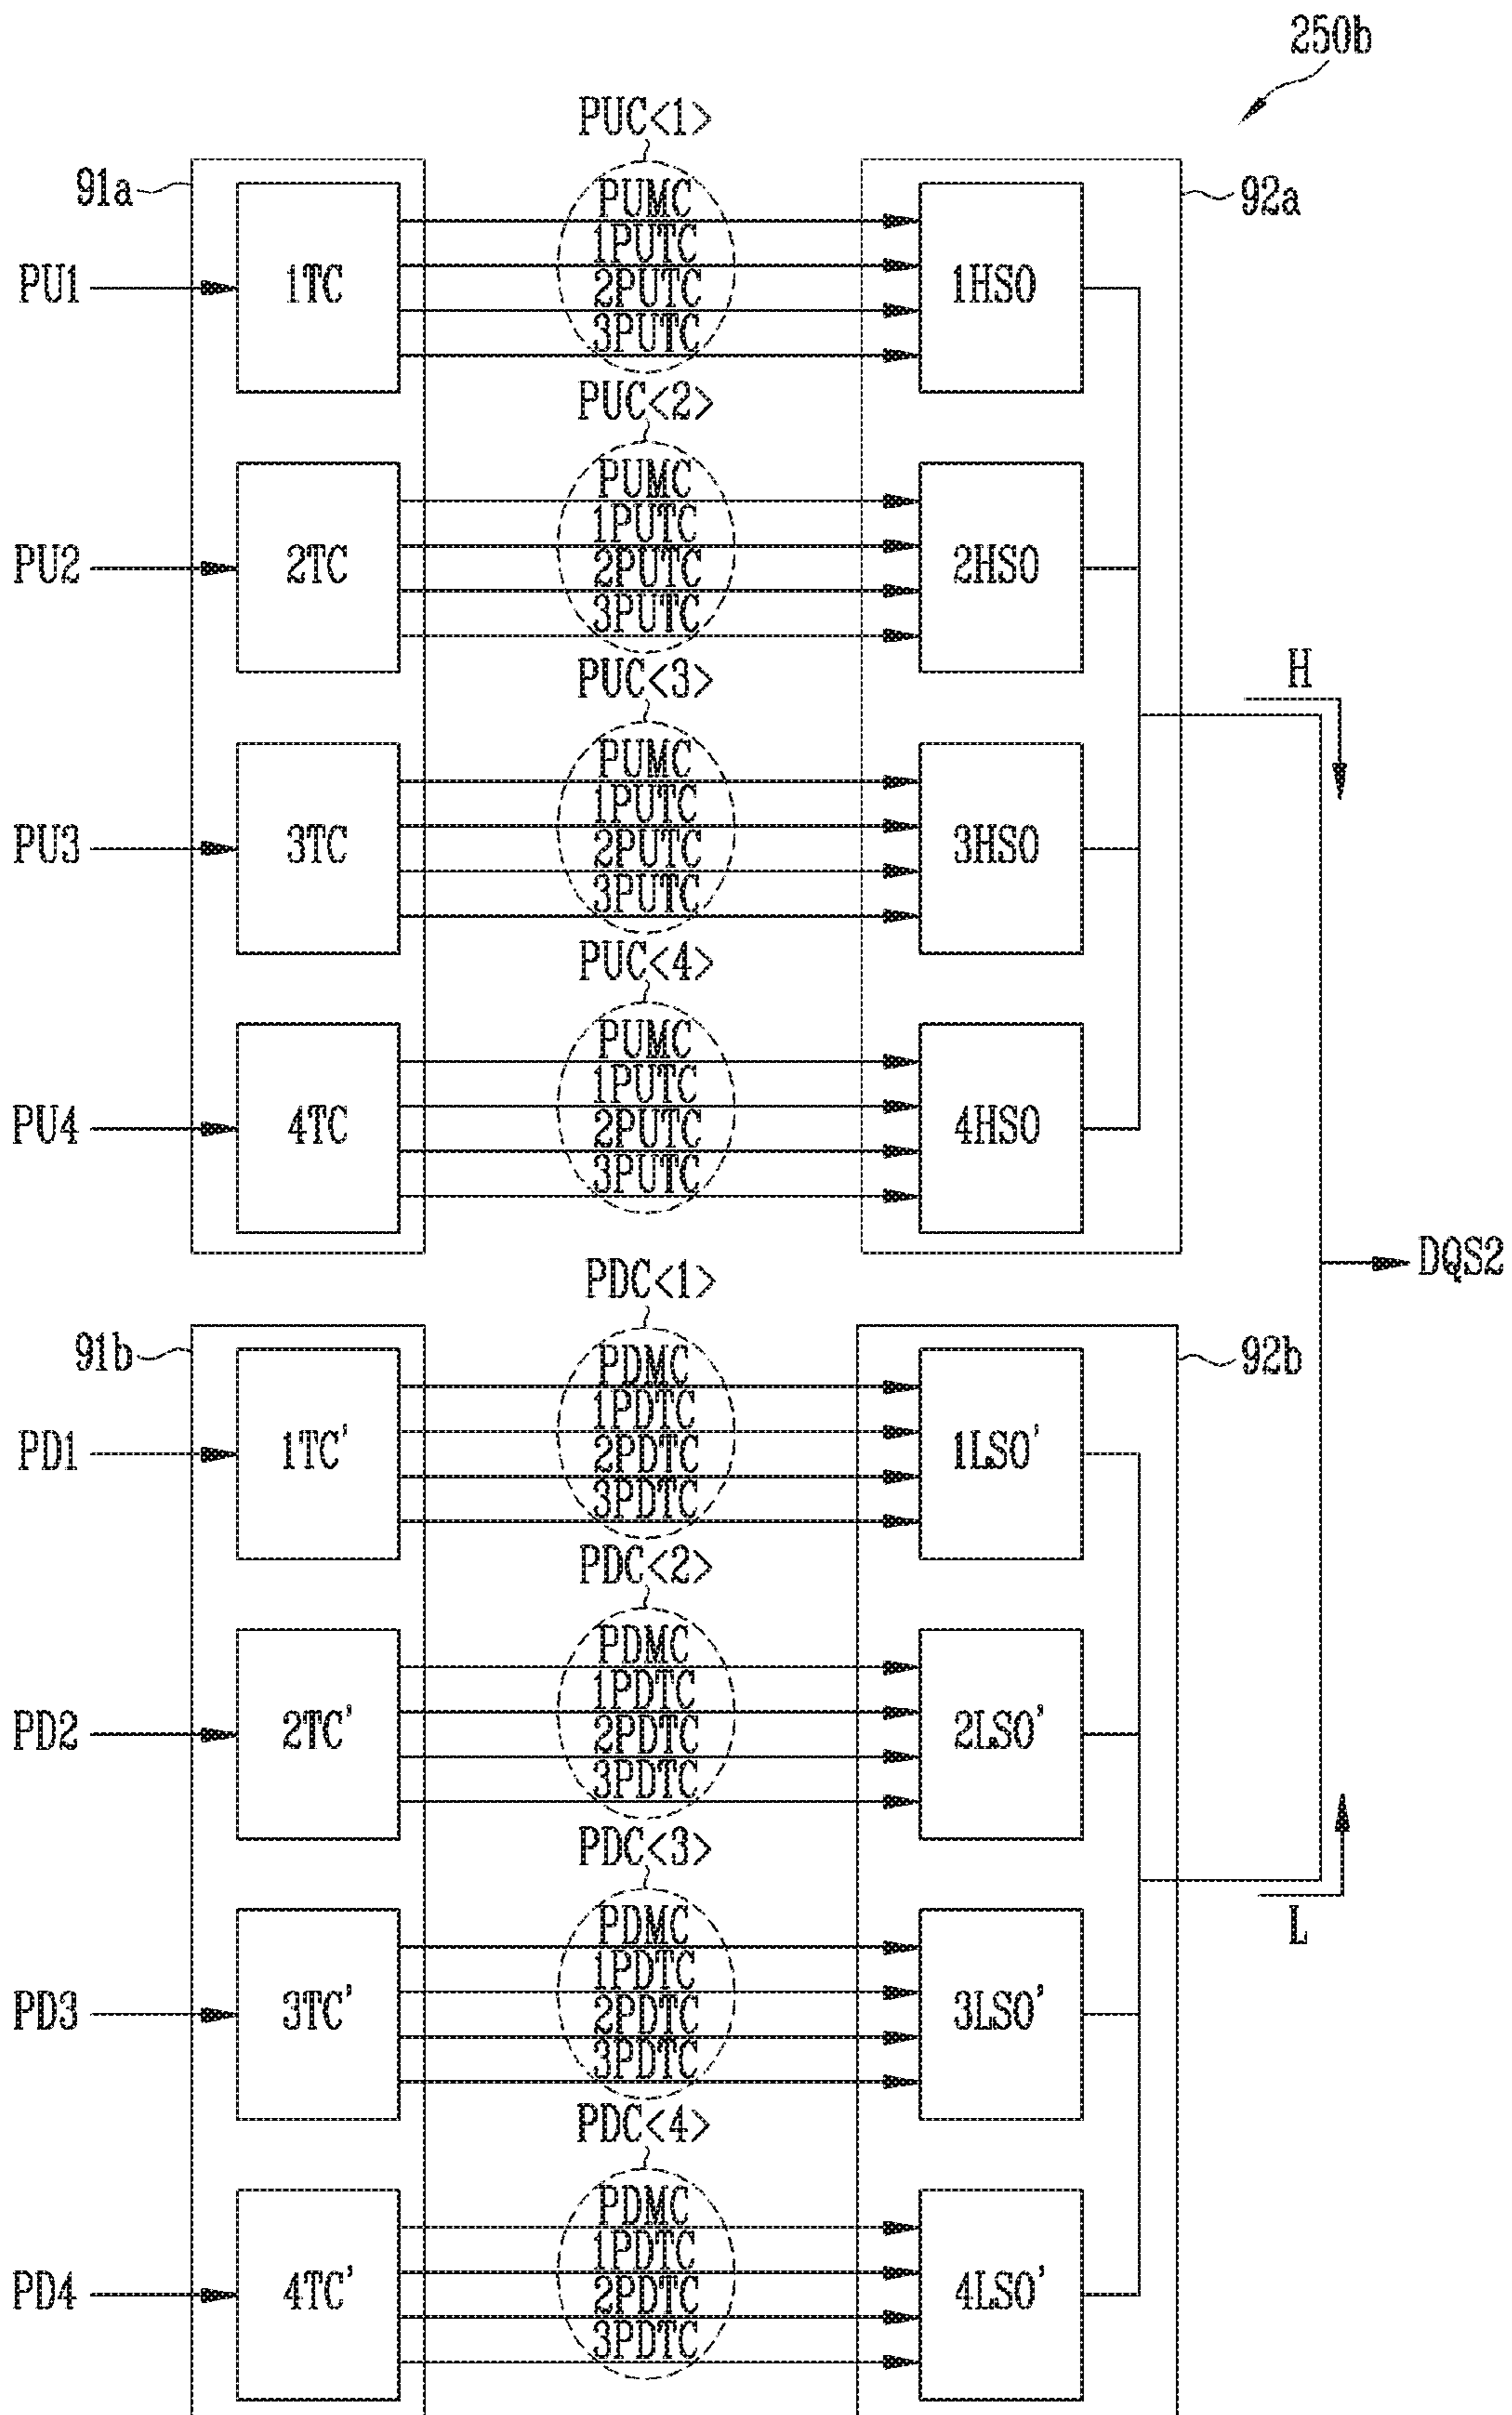 250b
PUC<1>
91a
92a
PUMC
1PUTC
2PUTC
3PUTC
PU1
1TC
1HSO
PUC<2>
PUMC
1PUTC
2PUTC
3PUTC
PU2
2TC
2HSO
PUC<3>
H
PUMC
1PUTC
2PUTC
3PUTC
PU3
3TC
3HSO
PUC<4>
PUMC
1PUTC
2PUTC
3PUTC
PU4
4TC
4HSO
DQS2
PDC<1>
91b
92b
PDMC
1PDTC
2PDTC
3PDTC
PD1
1TC'
1LSO'
PDC<2>
PDMC
1PDTC
2PDTC
3PDTC
PD2
2TC'
2LSO'
PDC<3>
L
PDMC
1PDTC
2PDTC
3PDTC
PD3
3TC'
3LSO'
PDC<4>
PDMC
1PDTC
2PDTC
3PDTC
PD4
4TC'
4LSO'